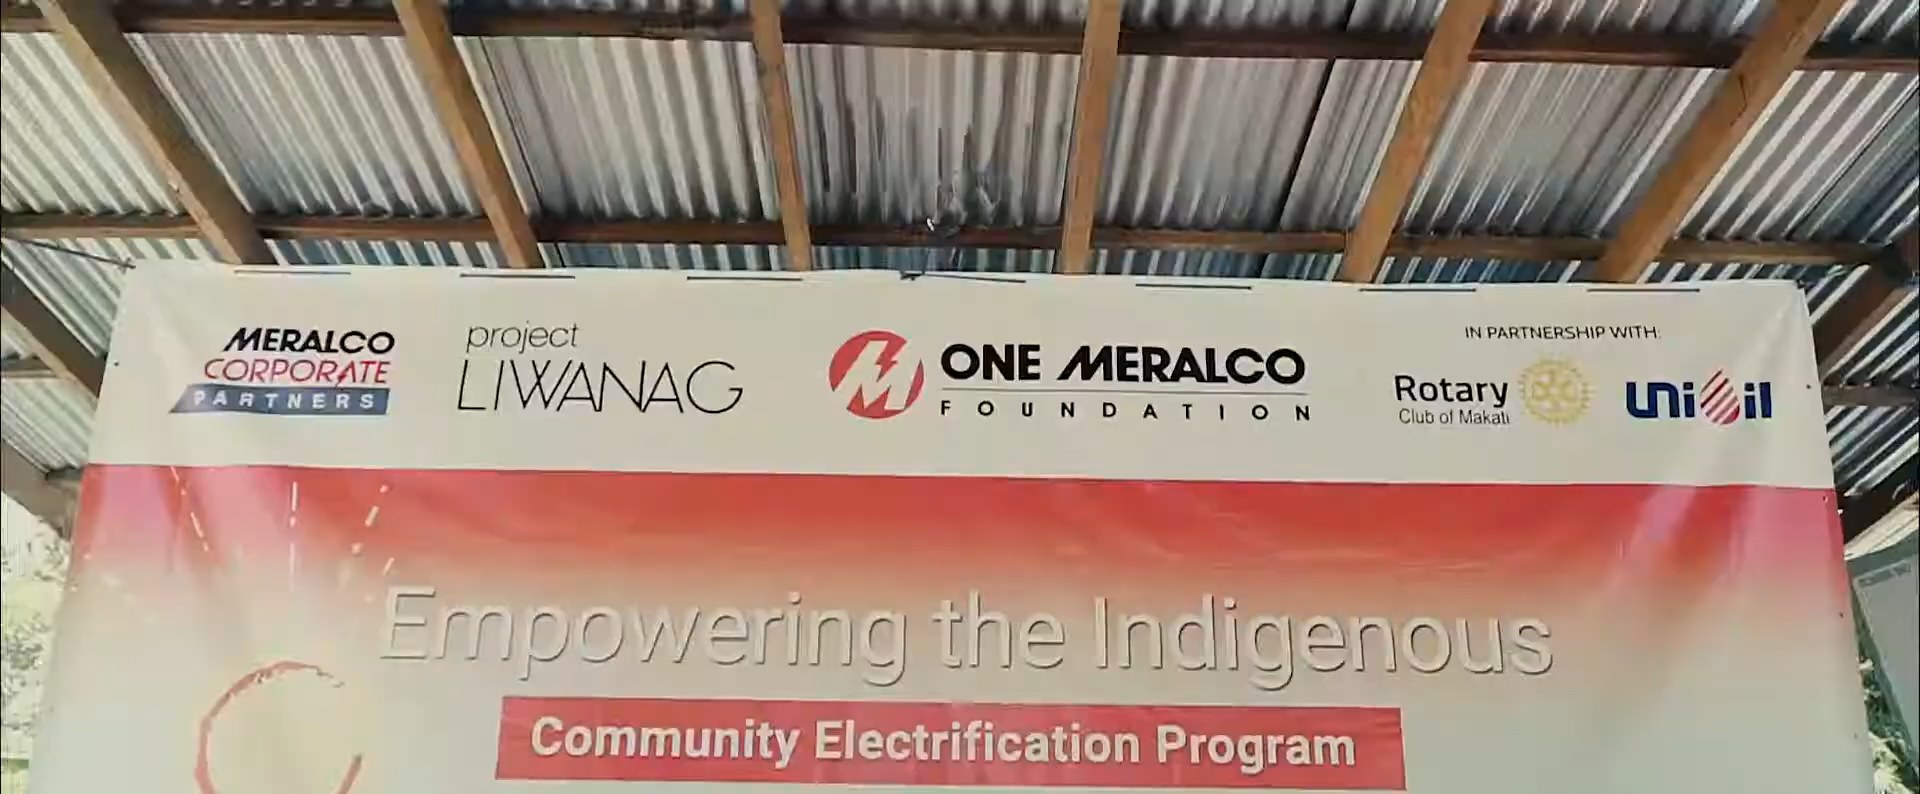 MERALCO
CORPORATE
PARTNERS
project
LIWANAG
ONE MERALCO
FOUNDATION
IN PARTNERSHIP WITH:
Rotary
Club of Makati
UNiOil
Empowering the Indigenous
Community Electrification Program